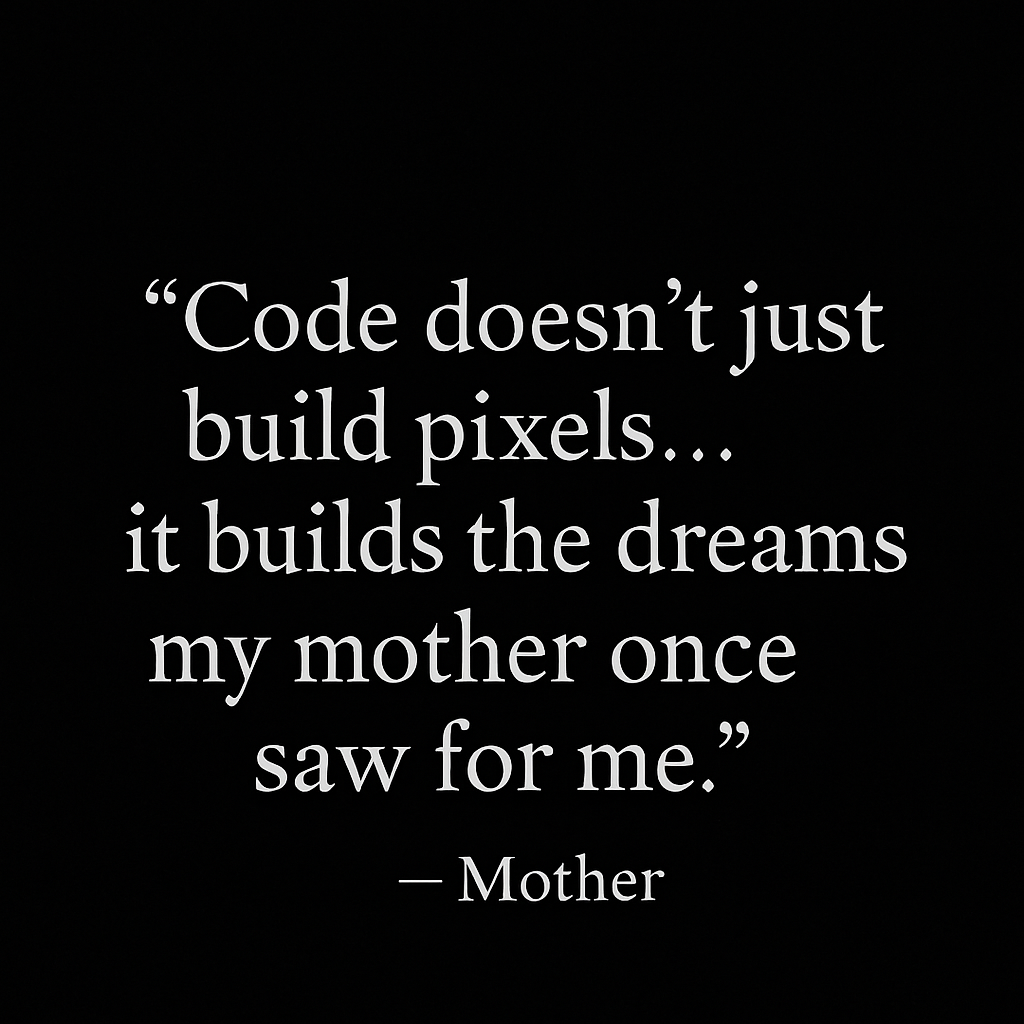 “Code doesn’t just
build pixels...
it builds the dreams
my mother once
saw for me.”
— Mother